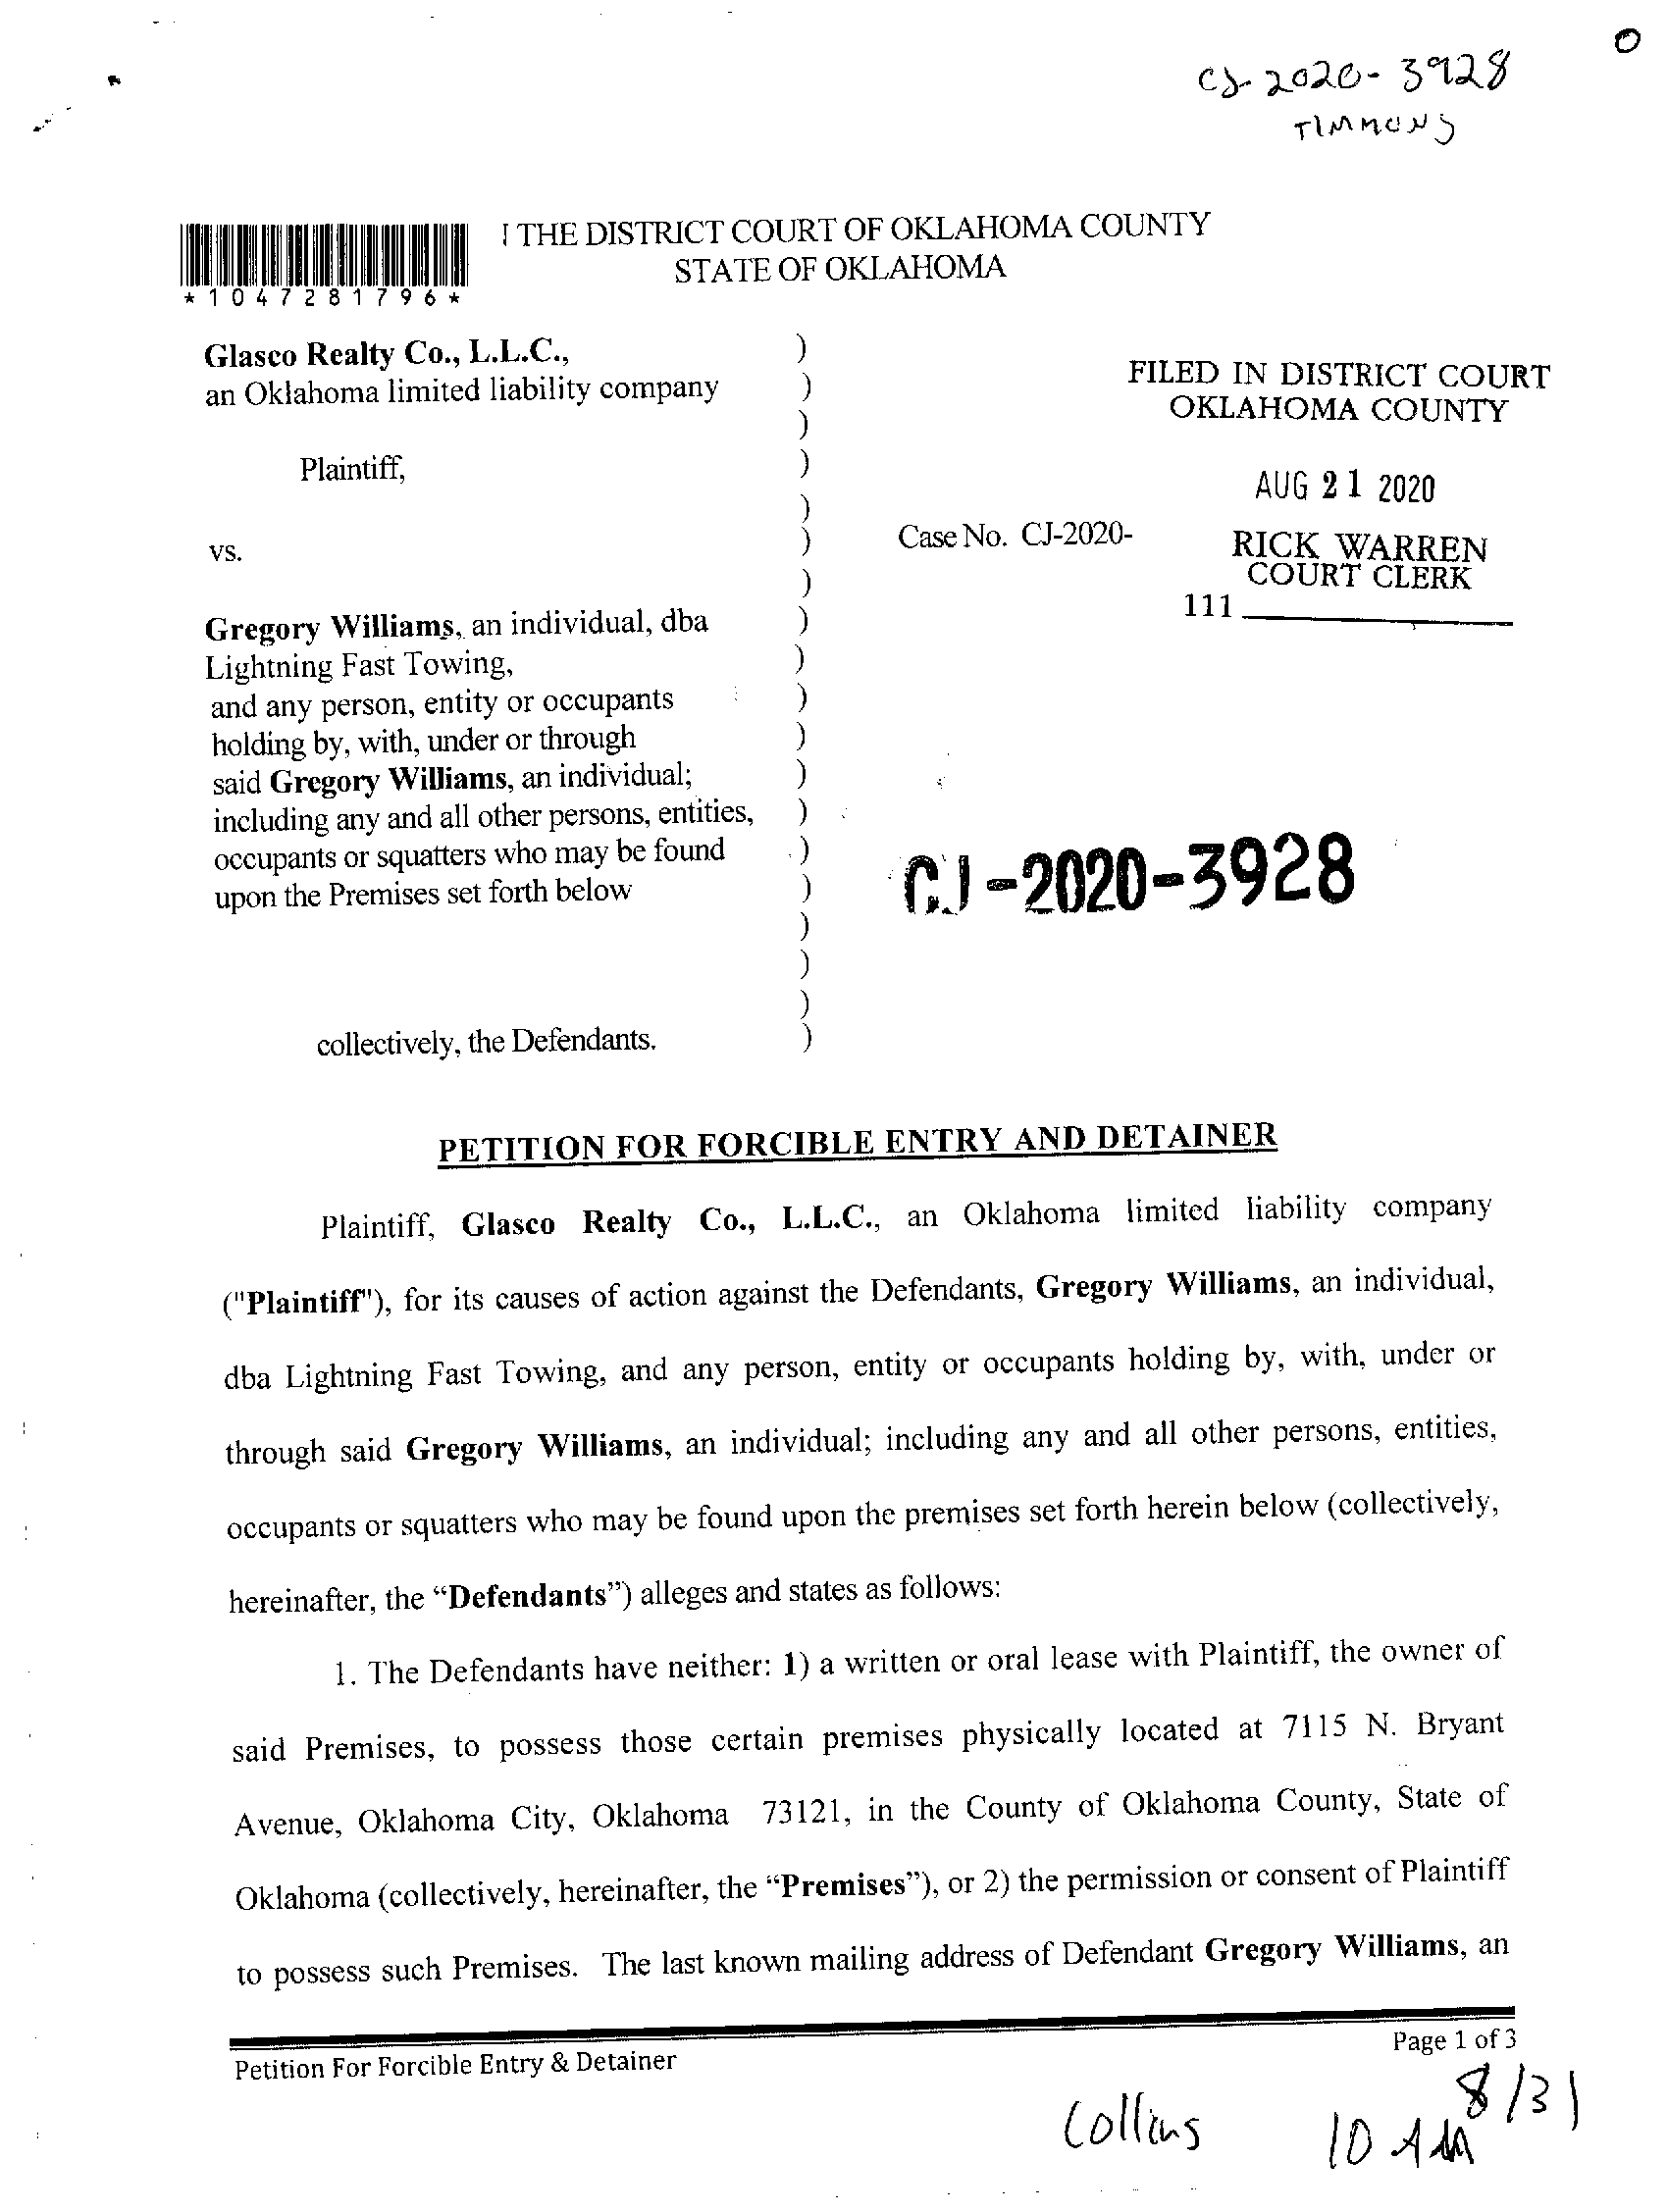 O
CJ-2020-3928
TIMMONS
THE DISTRICT COURT OF OKLAHOMA COUNTY
STATE OF OKLAHOMA
*1047281796*
Glasco Realty Co., L.L.C., )
an Oklahoma limited liability company )
)
Plaintiff, )
)
vs. )
)
Gregory Williams, an individual, dba )
Lightning Fast Towing, )
and any person, entity or occupants )
holding by, with, under or through )
said Gregory Williams, an individual; )
including any and all other persons, entities, )
occupants or squatters who may be found )
upon the Premises set forth below )
)
)
)
collectively, the Defendants. )
FILED IN DISTRICT COURT
OKLAHOMA COUNTY
AUG 21 2020
Case No. CJ-2020-
RICK WARREN
COURT CLERK
111
CJ-2020-3928
PETITION FOR FORCIBLE ENTRY AND DETAINER
Plaintiff, Glasco Realty Co., L.L.C., an Oklahoma limited liability company
("Plaintiff"), for its causes of action against the Defendants, Gregory Williams, an individual,
dba Lightning Fast Towing, and any person, entity or occupants holding by, with, under or
through said Gregory Williams, an individual; including any and all other persons, entities,
occupants or squatters who may be found upon the premises set forth herein below (collectively,
hereinafter, the “Defendants”) alleges and states as follows:
1. The Defendants have neither: 1) a written or oral lease with Plaintiff, the owner of
said Premises, to possess those certain premises physically located at 7115 N. Bryant
Avenue, Oklahoma City, Oklahoma 73121, in the County of Oklahoma County, State of
Oklahoma (collectively, hereinafter, the “Premises”), or 2) the permission or consent of Plaintiff
to possess such Premises. The last known mailing address of Defendant Gregory Williams, an
Petition For Forcible Entry & Detainer
Page 1 of 3
Collins
8/31
10 AM